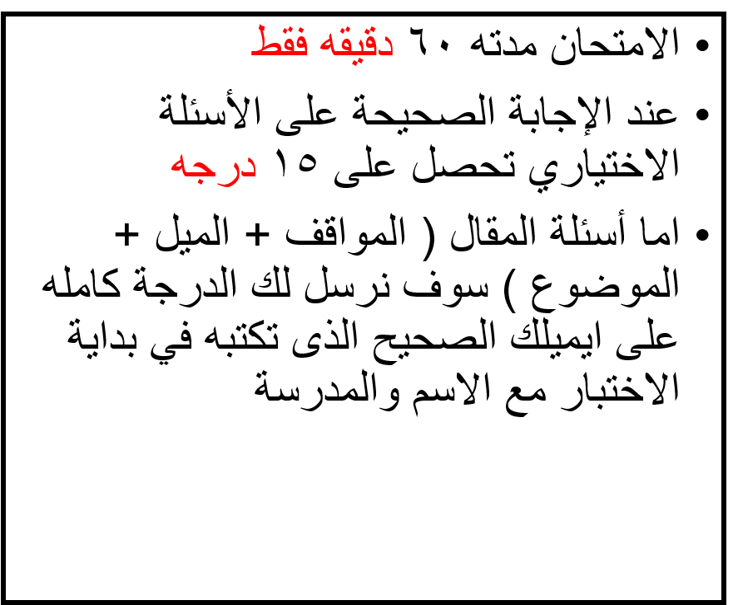 • الامتحان مدته ٦٠ دقيقه فقط
• عند الإجابة الصحيحة على الأسئلة
الاختياري تحصل على ١٥ درجه
• اما أسئلة المقال ( المواقف + الميل +
الموضوع ) سوف نرسل لك الدرجة كامله
على ايميلك الصحيح الذى تكتبه في بداية
الاختبار مع الاسم والمدرسة